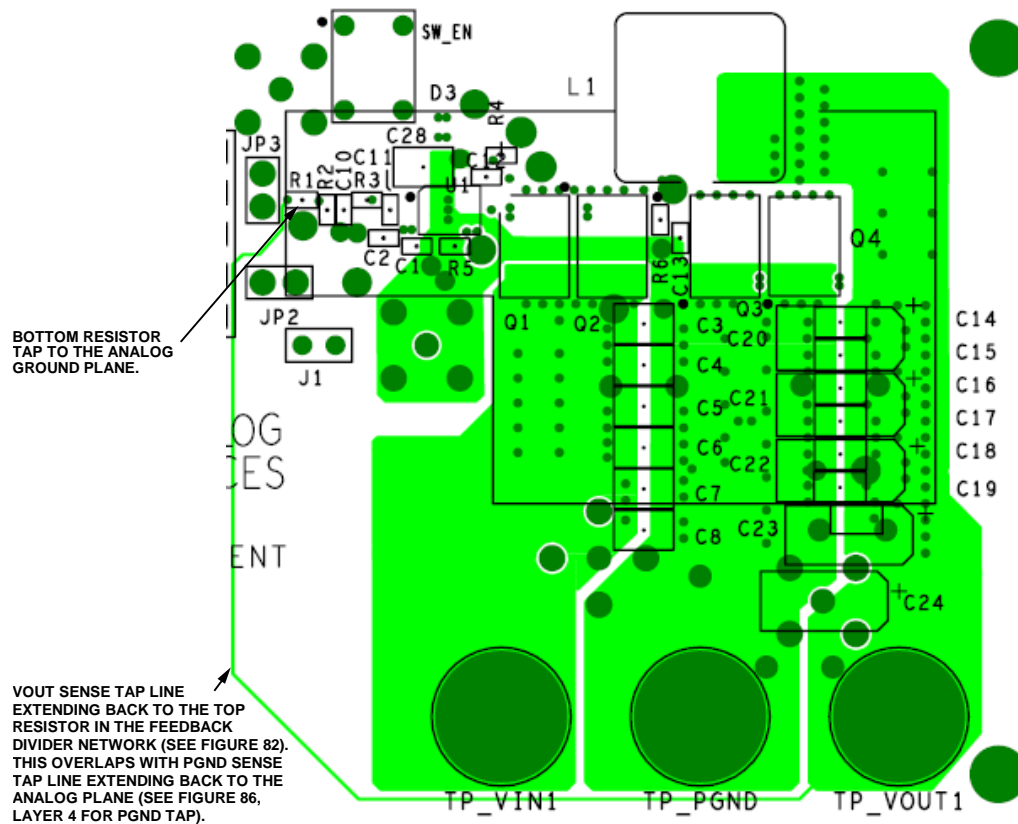 SW_EN
D3
L1
R4
JP3
C28
C11
C12
R1
R2
C10
R3
U1
C2
C1
R5
R6
C13
Q4
JP2
Q1
Q2
C3
Q3
C20
C14
C15
J1
C4
C16
C21
C5
C17
OG
C6
C18
CES
C22
C7
C19
C23
C8
ENT
C24
BOTTOM RESISTOR
TAP TO THE ANALOG
GROUND PLANE.
VOUT SENSE TAP LINE
EXTENDING BACK TO THE TOP
RESISTOR IN THE FEEDBACK
DIVIDER NETWORK (SEE FIGURE 82).
THIS OVERLAPS WITH PGND SENSE
TAP LINE EXTENDING BACK TO THE
ANALOG PLANE (SEE FIGURE 86,
LAYER 4 FOR PGND TAP).
TP_VIN1
TP_PGND
TP_VOUT1